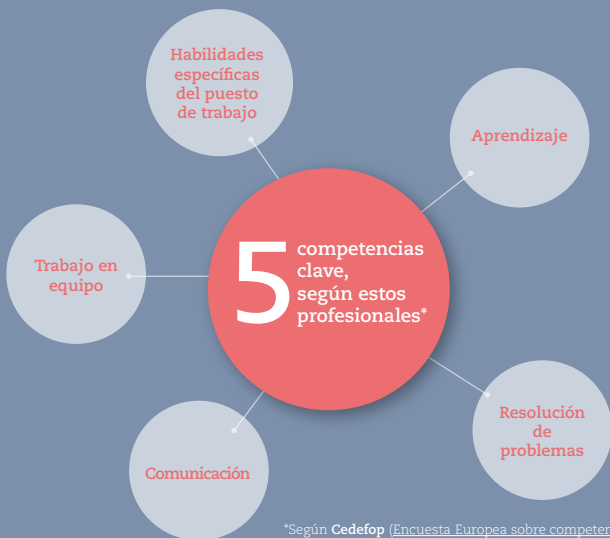 Habilidades
específicas
del puesto
de trabajo
Aprendizaje
5 competencias
clave,
según estos
profesionales*
Trabajo en
equipo
Resolución
de
problemas
Comunicación
*Según Cedefop (Encuesta Europea sobre